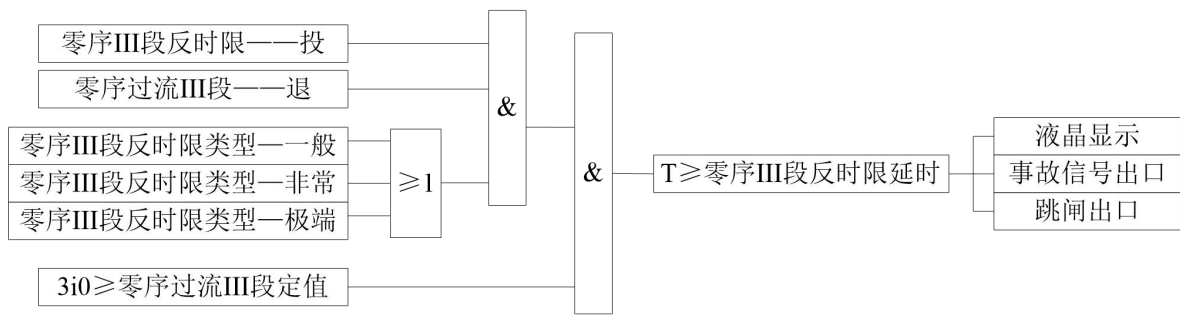 零序III段反时限——投
零序过流III段——退
&
零序III段反时限类型—一般
零序III段反时限类型—非常
零序III段反时限类型—极端
≥1
&
3i0≥零序过流III段定值
T≥零序III段反时限延时
液晶显示
事故信号出口
跳闸出口